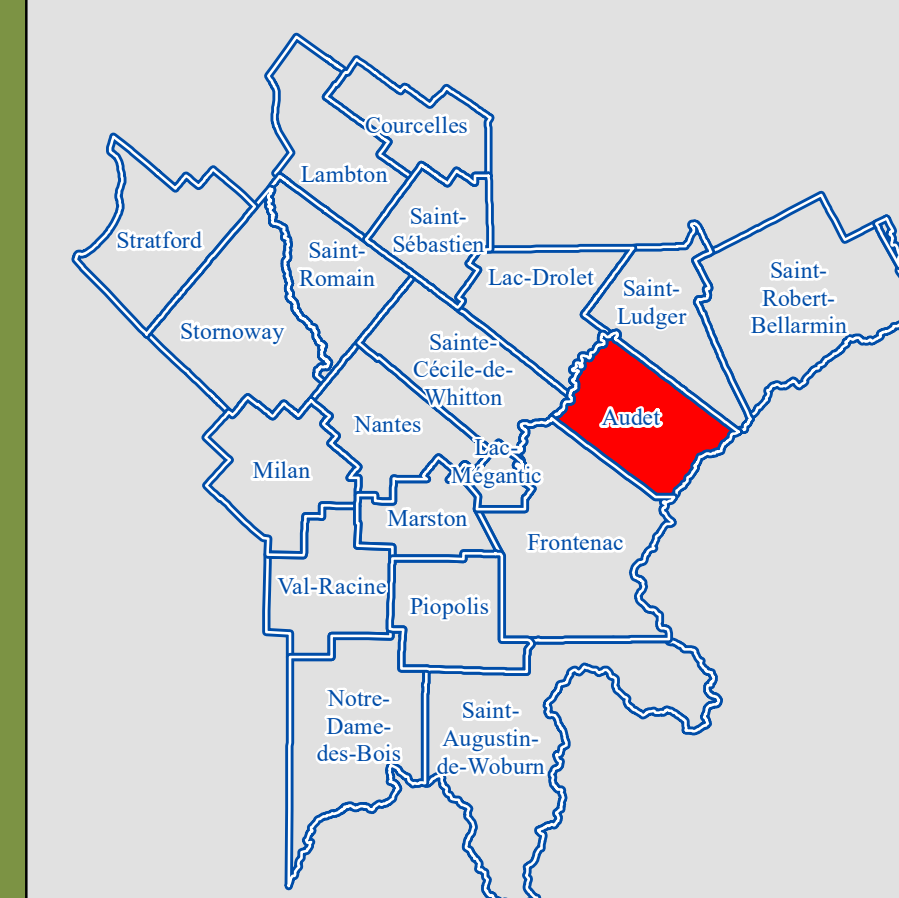 Courcelles
Lambton
Saint-
Sébastien
Stratford
Saint-
Romain
Lac-Drolet
Saint-
Ludger
Saint-
Robert-
Bellarmin
Stornoway
Sainte-
Cécile-de-
Whitton
Audet
Nantes
Lac-
Mégantic
Milan
Marston
Frontenac
Val-Racine
Piopolis
Notre-
Dame-
des-Bois
Saint-
Augustin-
de-Woburn